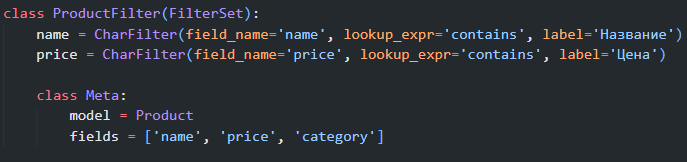 class ProductFilter(FilterSet):
    name = CharFilter(field_name='name', lookup_expr='contains', label='Название')
    price = CharFilter(field_name='price', lookup_expr='contains', label='Цена')
    class Meta:
        model = Product
        fields = ['name', 'price', 'category']